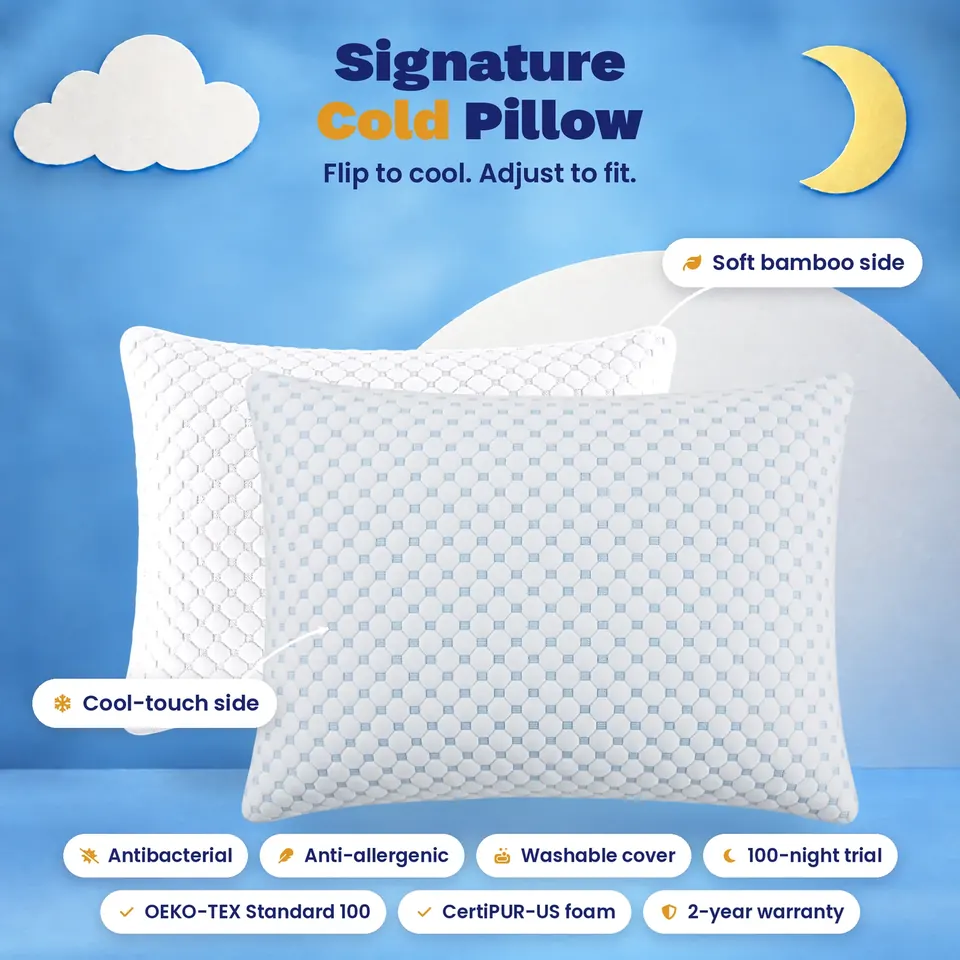 Signature
Cold Pillow
Flip to cool. Adjust to fit.
Soft bamboo side
Cool-touch side
Antibacterial
Anti-allergenic
Washable cover
100-night trial
OEKO-TEX Standard 100
CertiPUR-US foam
2-year warranty